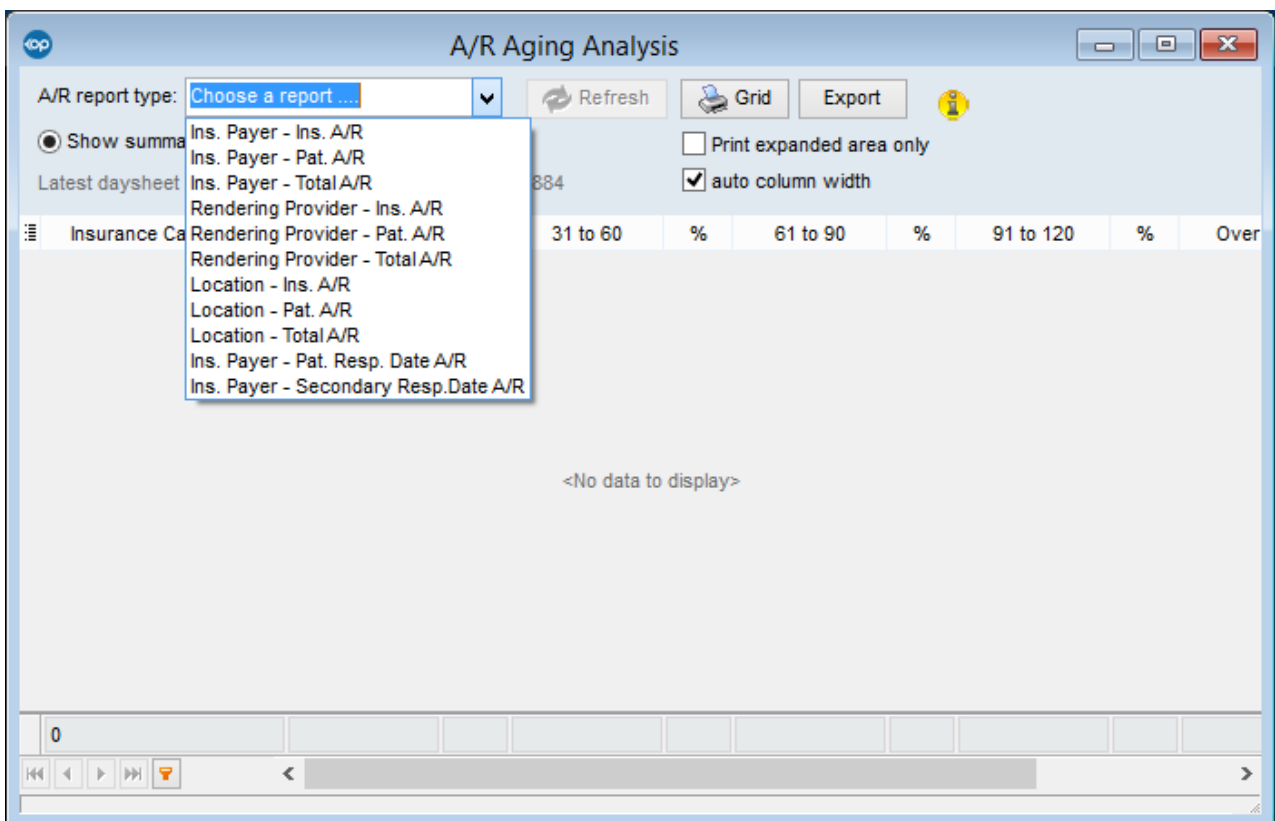 op
A/R Aging Analysis
A/R report type: Choose a report .... Refresh Grid Export
Show summa Print expanded area only
Latest daysheet 884 auto column width
Ins. Payer - Ins. A/R
Ins. Payer - Pat. A/R
Ins. Payer - Total A/R
Rendering Provider - Ins. A/R
Rendering Provider - Pat. A/R
Rendering Provider - Total A/R
Location - Ins. A/R
Location - Pat. A/R
Location - Total A/R
Ins. Payer - Pat. Resp. Date A/R
Ins. Payer - Secondary Resp.Date A/R
Insurance Ca 31 to 60 % 61 to 90 % 91 to 120 % Over
<No data to display>
0